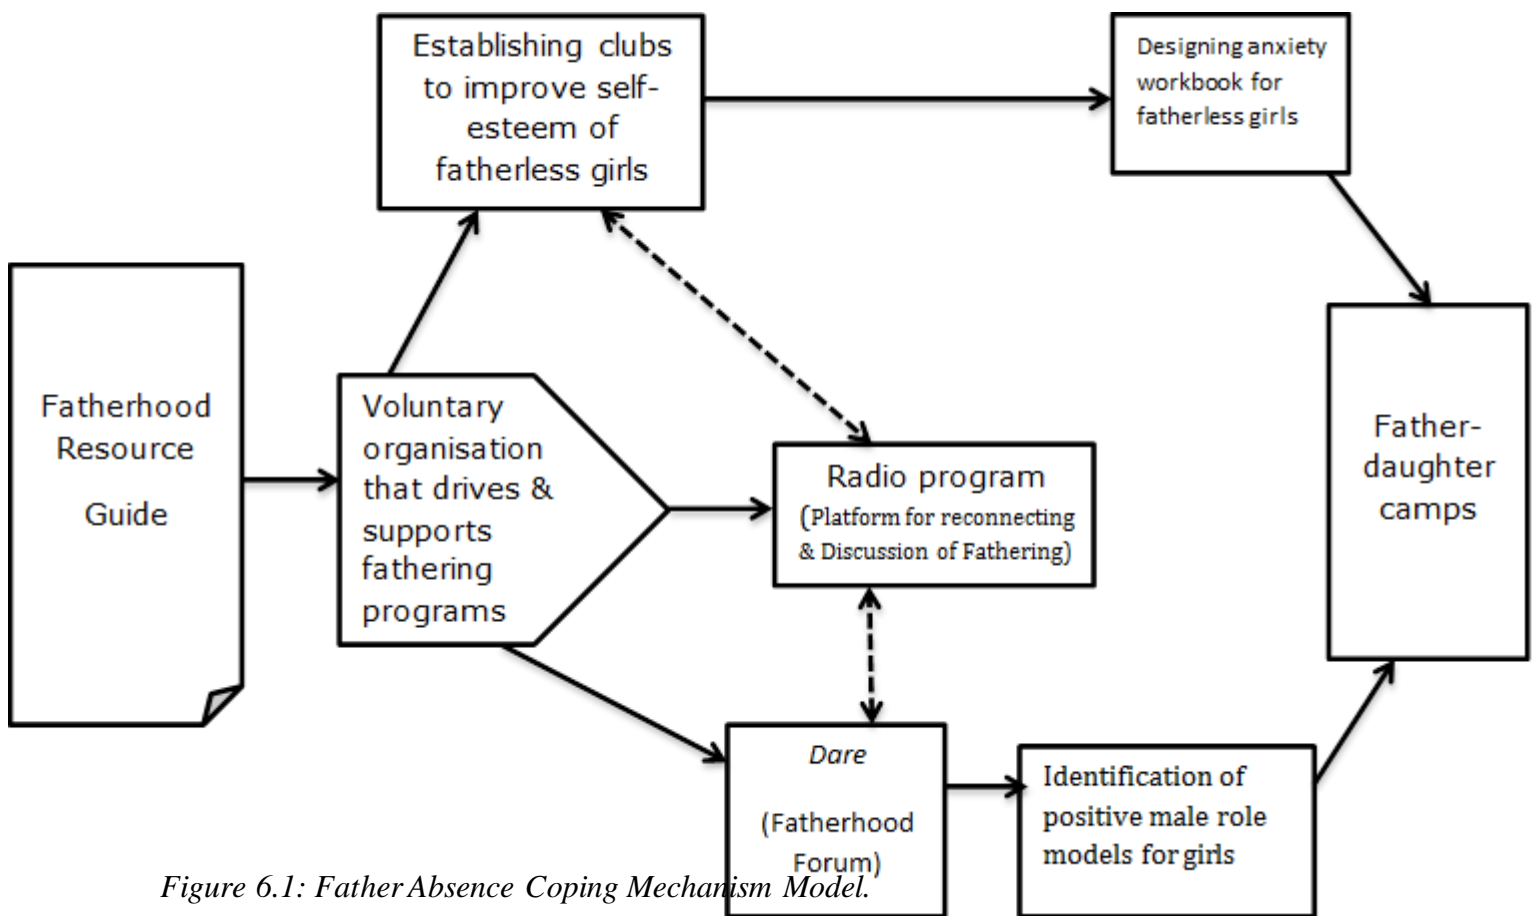 Establishing clubs
to improve self-
esteem of
fatherless girls
Designing anxiety
workbook for
fatherless girls
Fatherhood
Resource
Guide
Voluntary
organisation
that drives &
supports
fathering
programs
Radio program
(Platform for reconnecting
& Discussion of Fathering)
Father-
daughter
camps
Dare
(Fatherhood
Forum)
Identification of
positive male role
models for girls
Figure 6.1: Father Absence Coping Mechanism Model.